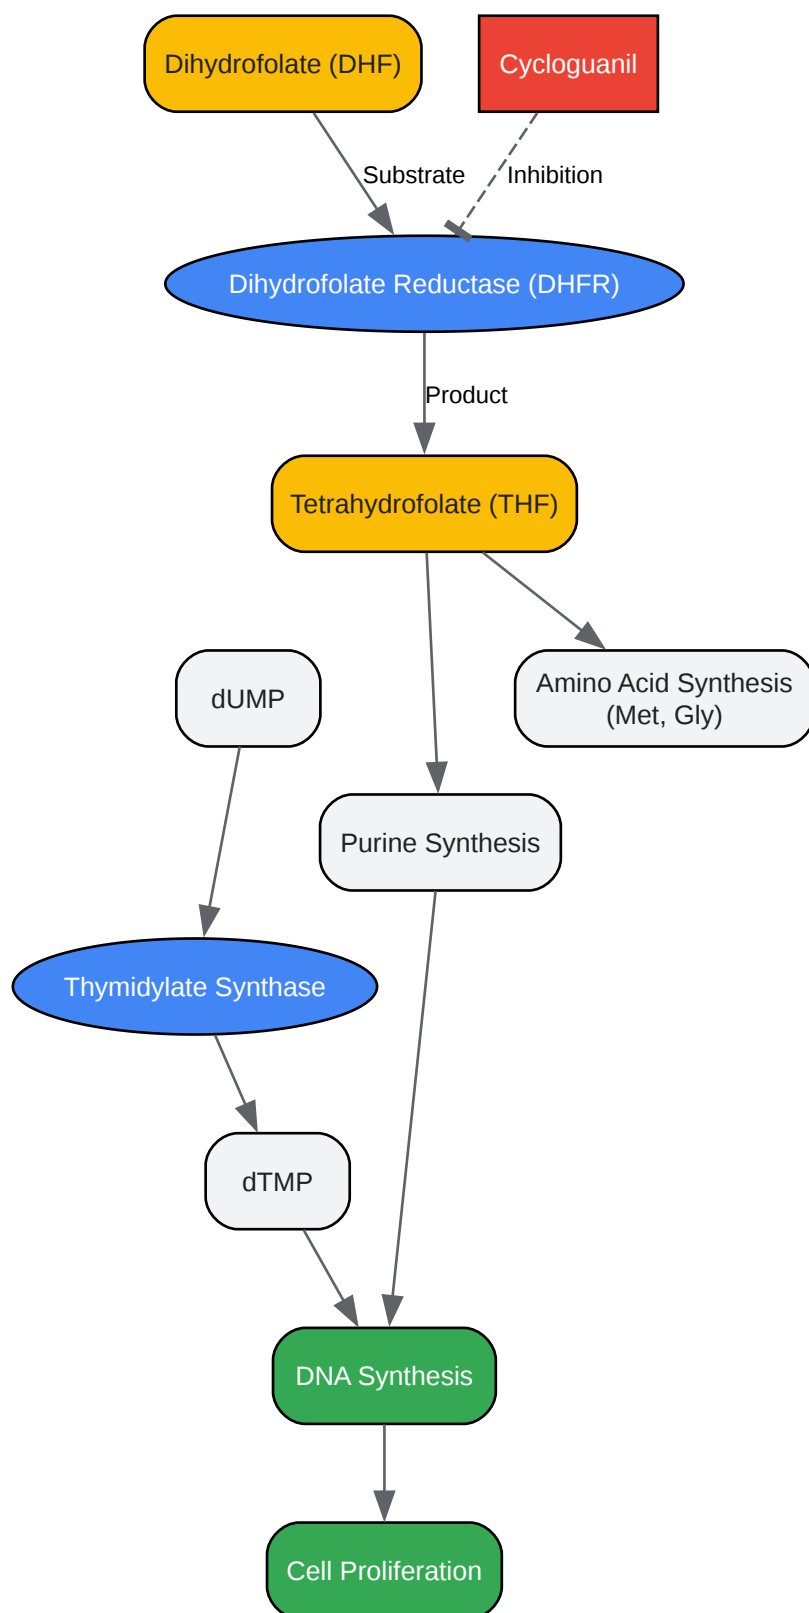 Dihydrofolate (DHF)
Cycloguanil
Substrate
Inhibition
Dihydrofolate Reductase (DHFR)
Product
Tetrahydrofolate (THF)
dUMP
Amino Acid Synthesis
(Met, Gly)
Purine Synthesis
Thymidylate Synthase
dTMP
DNA Synthesis
Cell Proliferation